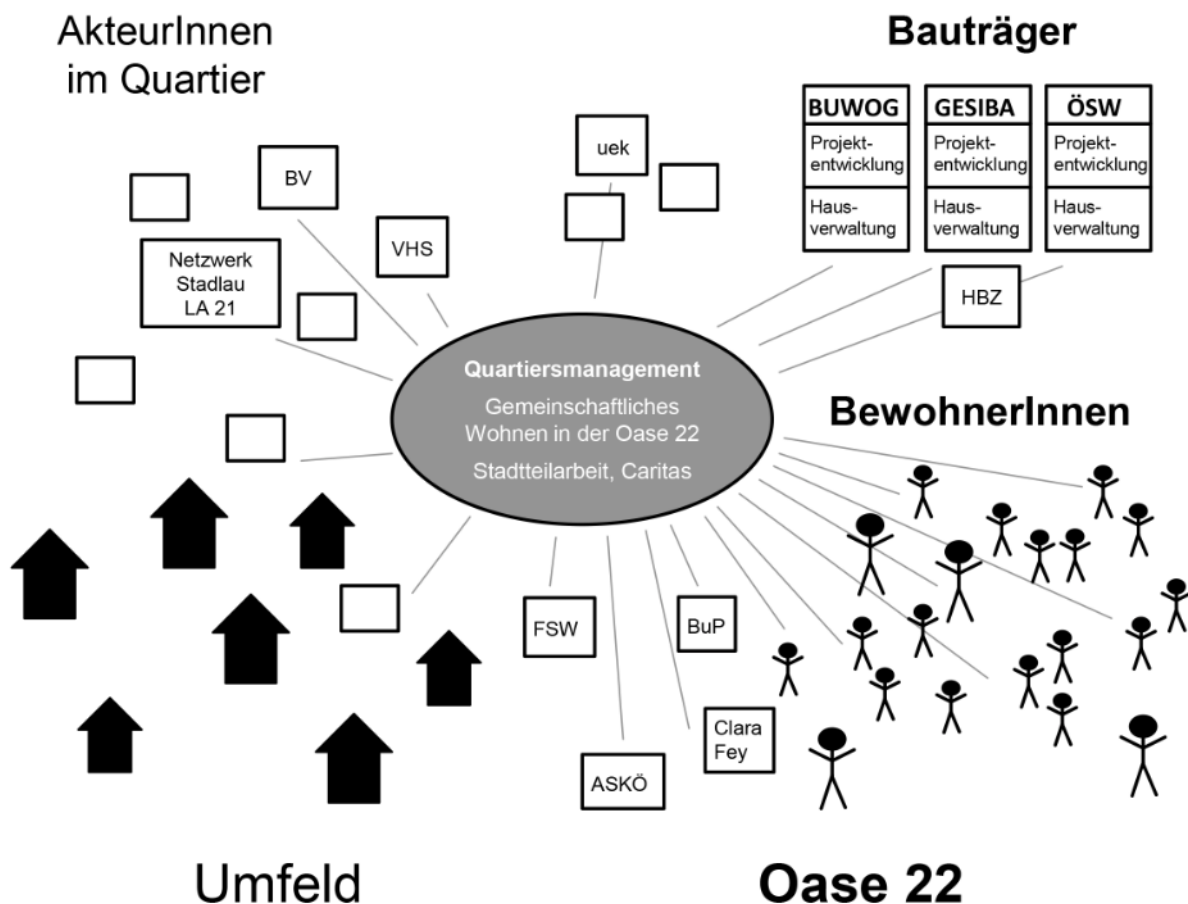 AkteurInnen
im Quartier
Bauträger
BUWOG
Projekt-
entwicklung
Haus-
verwaltung
GESIBA
Projekt-
entwicklung
Haus-
verwaltung
ÖSW
Projekt-
entwicklung
Haus-
verwaltung
HBZ
uek
BV
VHS
Netzwerk
Stadlau
LA 21
Quartiersmanagement
Gemeinschaftliches
Wohnen in der Oase 22
Stadtteilarbeit, Caritas
BewohnerInnen
FSW
BuP
Clara
Fey
ASKÖ
Umfeld
Oase 22